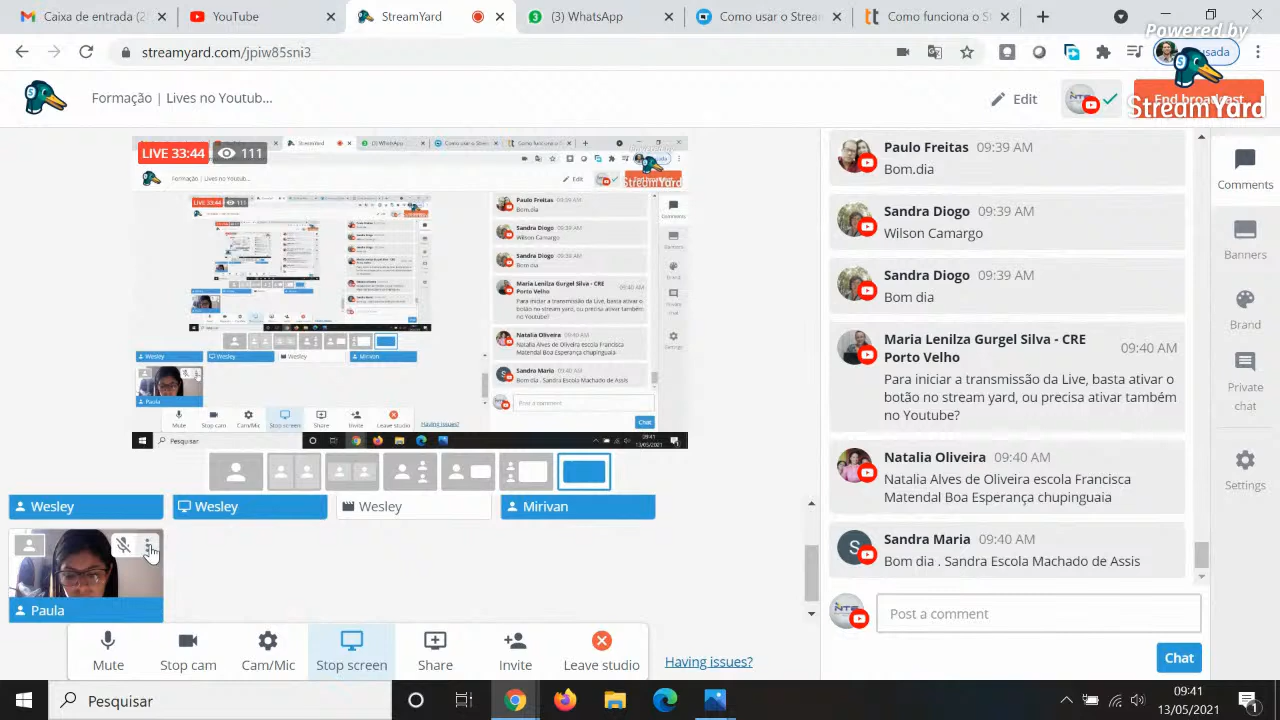 Caixa de entrada (2.
YouTube
StreamYard
(3) WhatsApp
Como usar o Strea
Como funciona o St
Powered by
streamyard.com/jpiw85sni3
usada
Formação | Lives no Youtub...
Edit
End broadcast
StreamYard
LIVE 33:44 111
Paulo Freitas 09:39 AM
Bom.dia
Sandra Diogo 09:39 AM
Wilson Camargo
Sandra Diogo 09:39 AM
Bom dia
Maria Lenilza Gurgel Silva - CRE
Porto Velho 09:40 AM
Para iniciar a transmissão da Live, basta ativar o
botão no stream yard, ou precisa ativar também
no Youtube?
Natalia Oliveira 09:40 AM
Natalia Alves de Oliveira escola Francisca
Matendal Boa Esperança chupinguaia
Sandra Maria 09:40 AM
Bom dia . Sandra Escola Machado de Assis
Post a comment
Chat
Comments
Banners
Brand
Private
chat
Settings
Wesley
Wesley
Wesley
Mirivan
Paula
Mute
Stop cam
Cam/Mic
Stop screen
Share
Invite
Leave studio
Having issues?
Pesquisar
09:41
13/05/2021